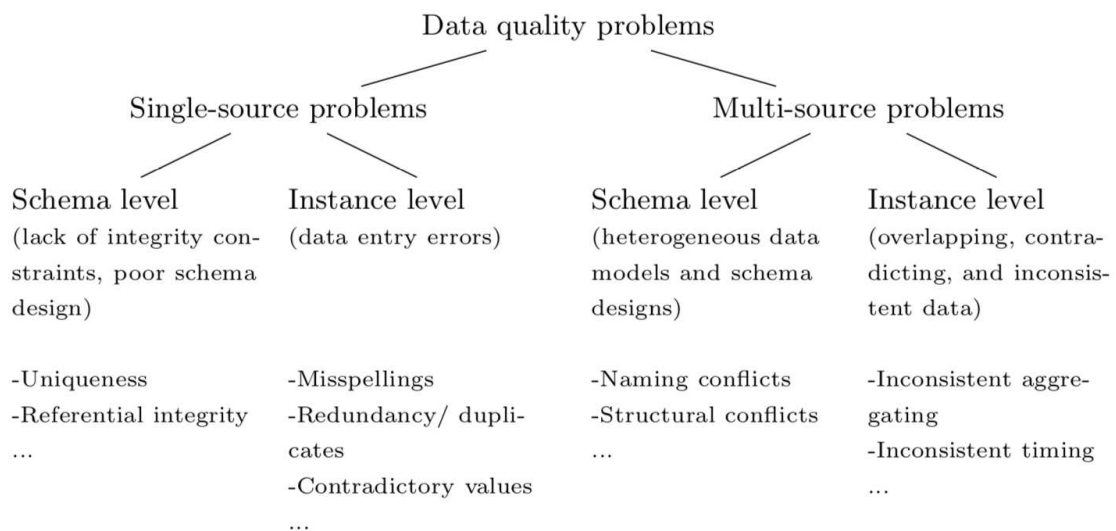 Data quality problems
Single-source problems
Multi-source problems
Schema level
(lack of integrity con-
straints, poor schema
design)
-Uniqueness
-Referential integrity
...
Instance level
(data entry errors)
-Misspellings
-Redundancy/ dupli-
cates
-Contradictory values
...
Schema level
(heterogeneous data
models and schema
designs)
-Naming conflicts
-Structural conflicts
...
Instance level
(overlapping, contra-
dicting, and inconsis-
tent data)
-Inconsistent aggre-
gating
-Inconsistent timing
...